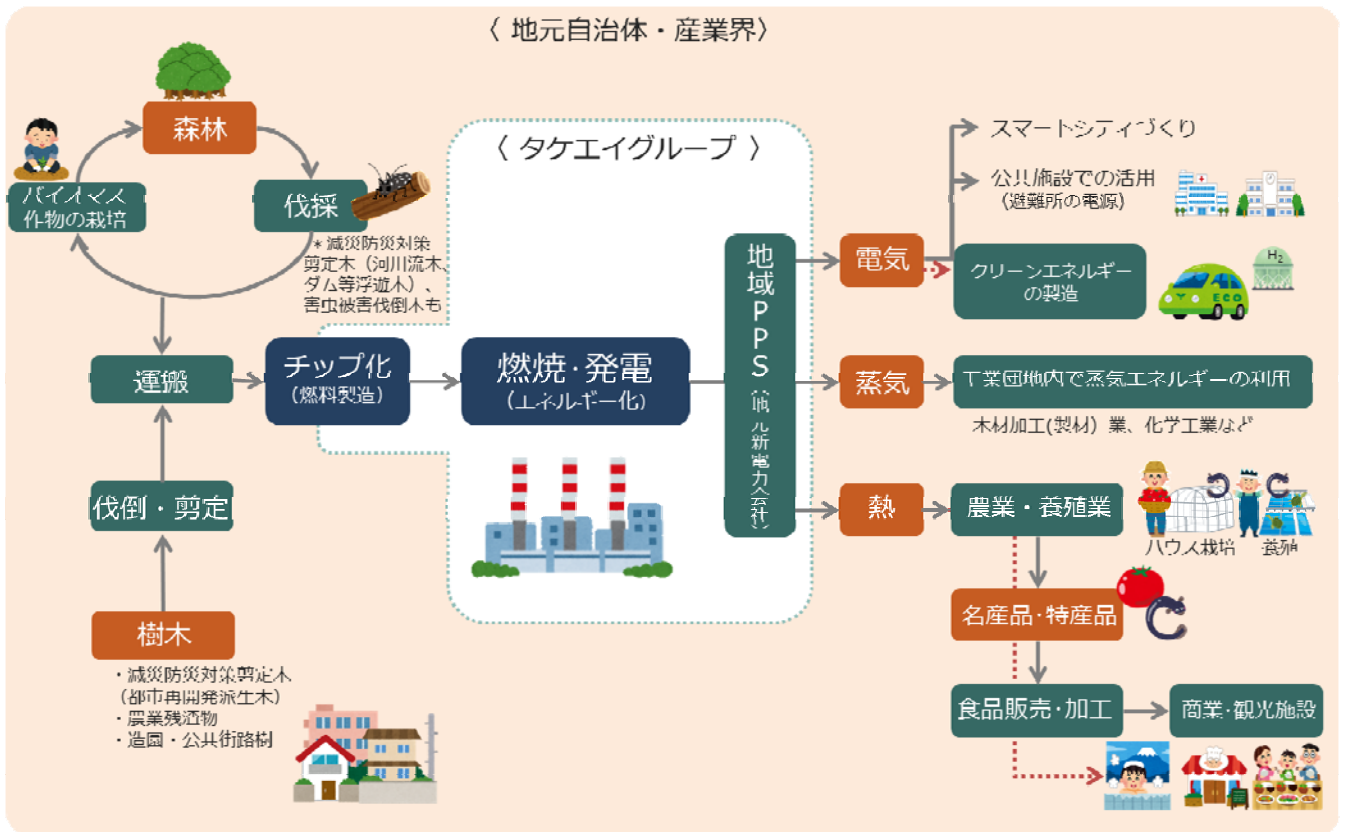 〈 地元自治体・産業界〉
森林
バイオマス
作物の栽培
伐採
＊減災防災対策
剪定木（河川流木、
ダム等浮遊木）、
害虫被害伐倒木も
運搬
伐倒・剪定
樹木
・減災防災対策剪定木
（都市再開発派生木）
・農業残渣物
・造園・公共街路樹
〈 タケエイグループ 〉
チップ化
（燃料製造）
燃焼・発電
（エネルギー化）
地域PPS（地元新電力会社）
電気
スマートシティづくり
公共施設での活用
（避難所の電源）
クリーンエネルギー
の製造
H2
ECO
蒸気
工業団地内で蒸気エネルギーの利用
木材加工(製材）業、化学工業など
熱
農業・養殖業
ハウス栽培
養殖
名産品・特産品
食品販売・加工
商業・観光施設